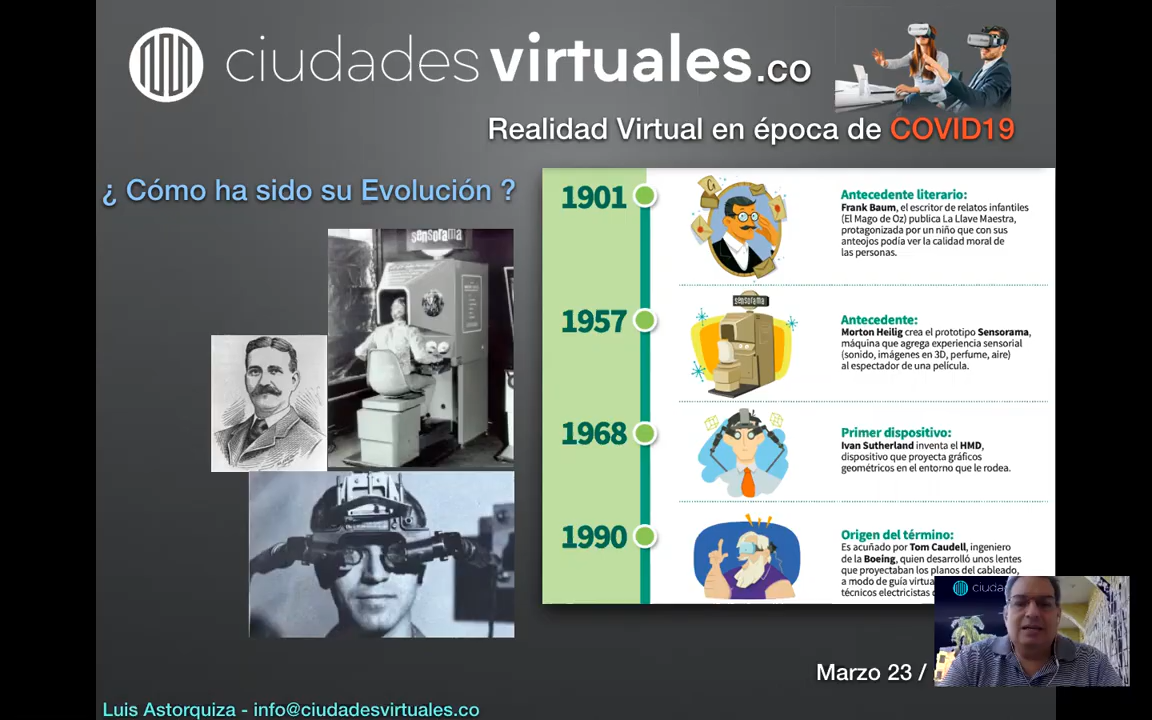 ciudades virtuales.co
Realidad Virtual en época de COVID19
¿ Cómo ha sido su Evolución ?
sensorama
1901
Antecedente literario:
Frank Baum, el escritor de relatos infantiles
(El Mago de Oz) publica La Llave Maestra,
protagonizada por un niño que con sus
anteojos podía ver la calidad moral de
las personas.
1957
sensorama
Antecedente:
Morton Heilig crea el prototipo Sensorama,
máquina que agrega experiencia sensorial
(sonido, imágenes en 3D, perfume, aire)
al espectador de una película.
1968
Primer dispositivo:
Ivan Sutherland inventa el HMD,
dispositivo que proyecta gráficos
geométricos en el entorno que le rodea.
1990
Origen del término:
Es acuñado por Tom Caudell, ingeniero
de la Boeing, quien desarrolló unos lentes
que proyectaban los planos del cableado,
a modo de guía virtua
técnicos electricistas
ciuda
Marzo 23 /
Luis Astorquiza - info@ciudadesvirtuales.co